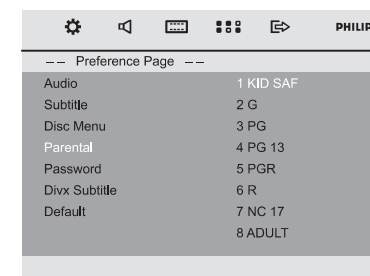 PHILIP
-- Preference Page --
Audio 1 KID SAF
Subtitle 2 G
Disc Menu 3 PG
Parental 4 PG 13
Password 5 PGR
Divx Subtitle 6 R
Default 7 NC 17
8 ADULT